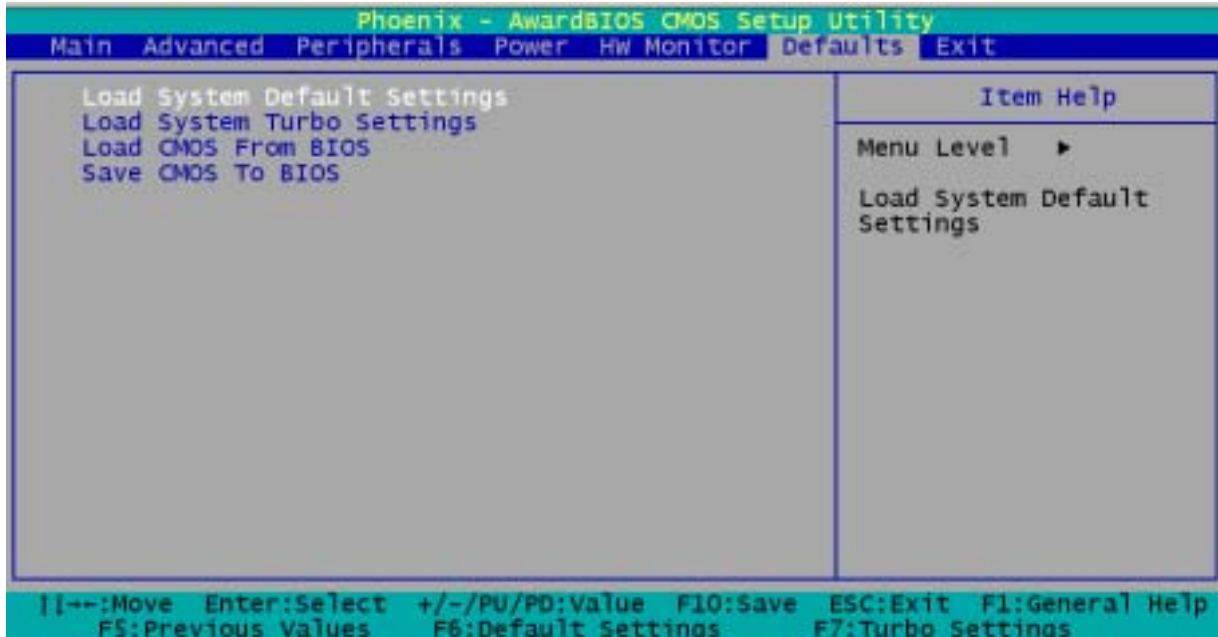 Phoenix - AwardBIOS CMOS Setup Utility
Main Advanced Peripherals Power HW Monitor Defaults Exit
Load System Default Settings
Load System Turbo Settings
Load CMOS From BIOS
Save CMOS To BIOS
Item Help
Menu Level ▶
Load System Default
Settings
↑↓→←:Move Enter:Select +/-/PU/PD:Value F10:Save ESC:Exit F1:General Help
F5:Previous Values F6:Default Settings F7:Turbo Settings